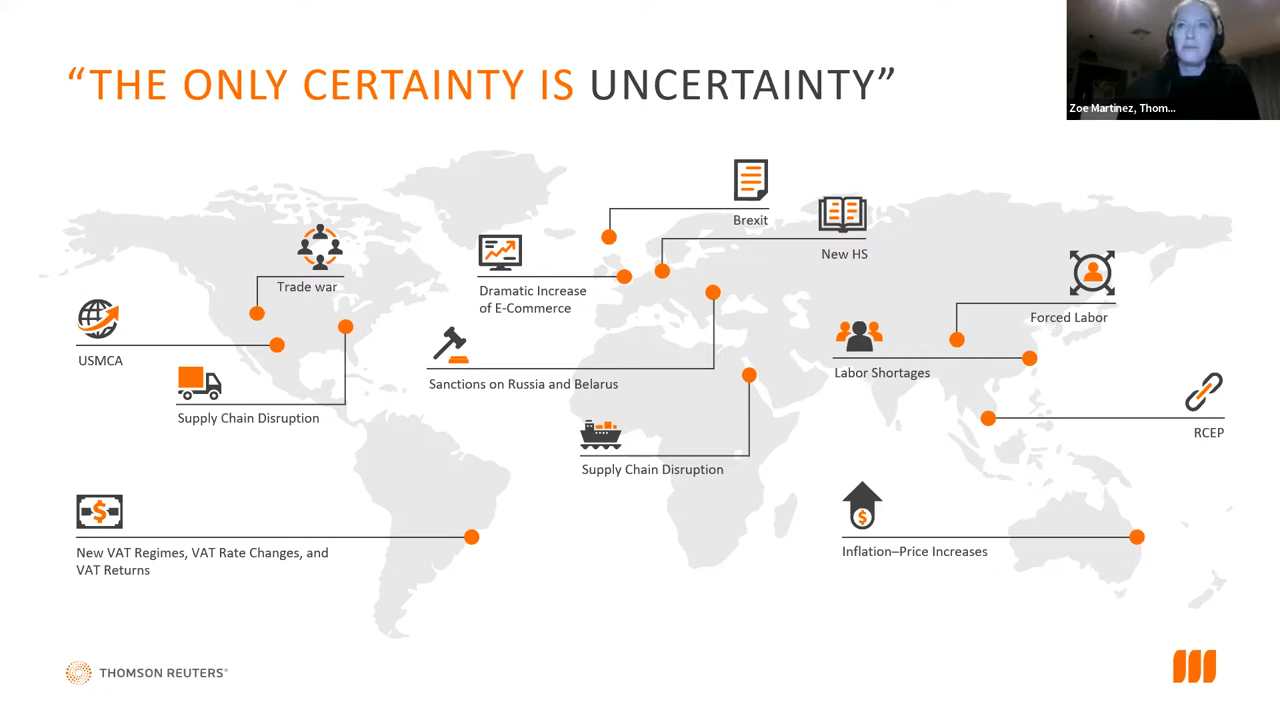 “THE ONLY CERTAINTY IS UNCERTAINTY”
Zoe Martinez, Thom...
Brexit
New HS
Trade war
Dramatic Increase
of E-Commerce
Forced Labor
USMCA
Labor Shortages
Sanctions on Russia and Belarus
Supply Chain Disruption
RCEP
Supply Chain Disruption
New VAT Regimes, VAT Rate Changes, and
VAT Returns
Inflation–Price Increases
THOMSON REUTERS®